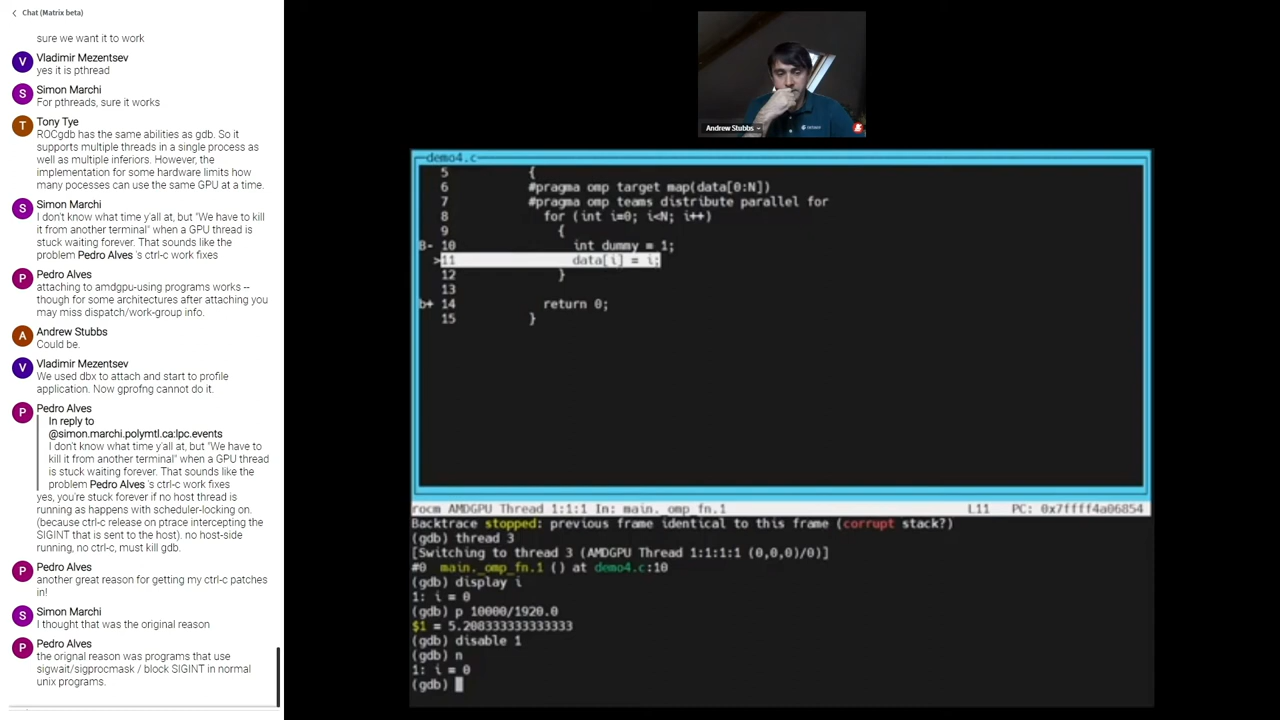 Chat (Matrix beta)
sure we want it to work
V
Vladimir Mezentsev
yes it is pthread
S
Simon Marchi
For pthreads, sure it works
T
Tony Tye
ROCgdb has the same abilities as gdb. So it
supports multiple threads in a single process as
well as multiple inferiors. However, the
implementation for some hardware limits how
many pocesses can use the same GPU at a time.
S
Simon Marchi
I don't know what time y'all at, but "We have to kill
it from another terminal" when a GPU thread is
stuck waiting forever. That sounds like the
problem Pedro Alves 's ctrl-c work fixes
P
Pedro Alves
attaching to amdgpu-using programs works --
though for some architectures after attaching you
may miss dispatch/work-group info.
A
Andrew Stubbs
Could be.
V
Vladimir Mezentsev
We used dbx to attach and start to profile
application. Now gprofng cannot do it.
P
Pedro Alves
In reply to
@simon.marchi.polymtl.ca:lpc.events
I don't know what time y'all at, but "We have to
kill it from another terminal" when a GPU thread
is stuck waiting forever. That sounds like the
problem Pedro Alves 's ctrl-c work fixes
yes, you're stuck forever if no host thread is
running as happens with scheduler-locking on.
(because ctrl-c release on ptrace intercepting the
SIGINT that is sent to the host). no host-side
running, no ctrl-c, must kill gdb.
P
Pedro Alves
another great reason for getting my ctrl-c patches
in!
S
Simon Marchi
I thought that was the original reason
P
Pedro Alves
the orignal reason was programs that use
sigwait/sigprocmask / block SIGINT in normal
unix programs.
Andrew Stubbs
demo4.c
5 {
6 #pragma omp target map(data[0:N])
7 #pragma omp teams distribute parallel for
8 for (int i=0; i<N; i++)
9 {
B- 10 int dummy = 1;
>11 data[i] = i;
12 }
13
b+ 14 return 0;
15 }
rocm AMDGPU Thread 1:1:1 In: main._omp_fn.1 L11 PC: 0x7ffff4a06854
Backtrace stopped: previous frame identical to this frame (corrupt stack?)
(gdb) thread 3
[Switching to thread 3 (AMDGPU Thread 1:1:1:1 (0,0,0)/0)]
#0 main._omp_fn.1 () at demo4.c:10
(gdb) display i
1: i = 0
(gdb) p 10000/1920.0
$1 = 5.208333333333333
(gdb) disable 1
(gdb) n
1: i = 0
(gdb)